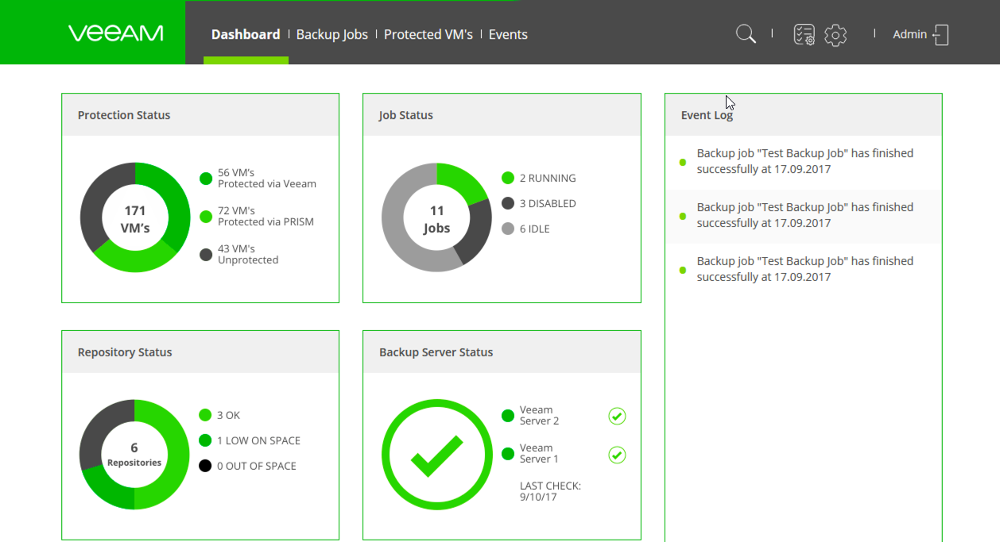 veeAM
Dashboard
Backup Jobs
Protected VM's
Events
Admin
Protection Status
171
VM’s
56 VM’s
Protected via Veeam
72 VM's
Protected via PRISM
43 VM's
Unprotected
Job Status
11
Jobs
2 RUNNING
3 DISABLED
6 IDLE
Event Log
Backup job "Test Backup Job" has finished
successfully at 17.09.2017
Backup job "Test Backup Job" has finished
successfully at 17.09.2017
Backup job "Test Backup Job" has finished
successfully at 17.09.2017
Repository Status
6
Repositories
3 OK
1 LOW ON SPACE
0 OUT OF SPACE
Backup Server Status
Veeam
Server 2
Veeam
Server 1
LAST CHECK:
9/10/17